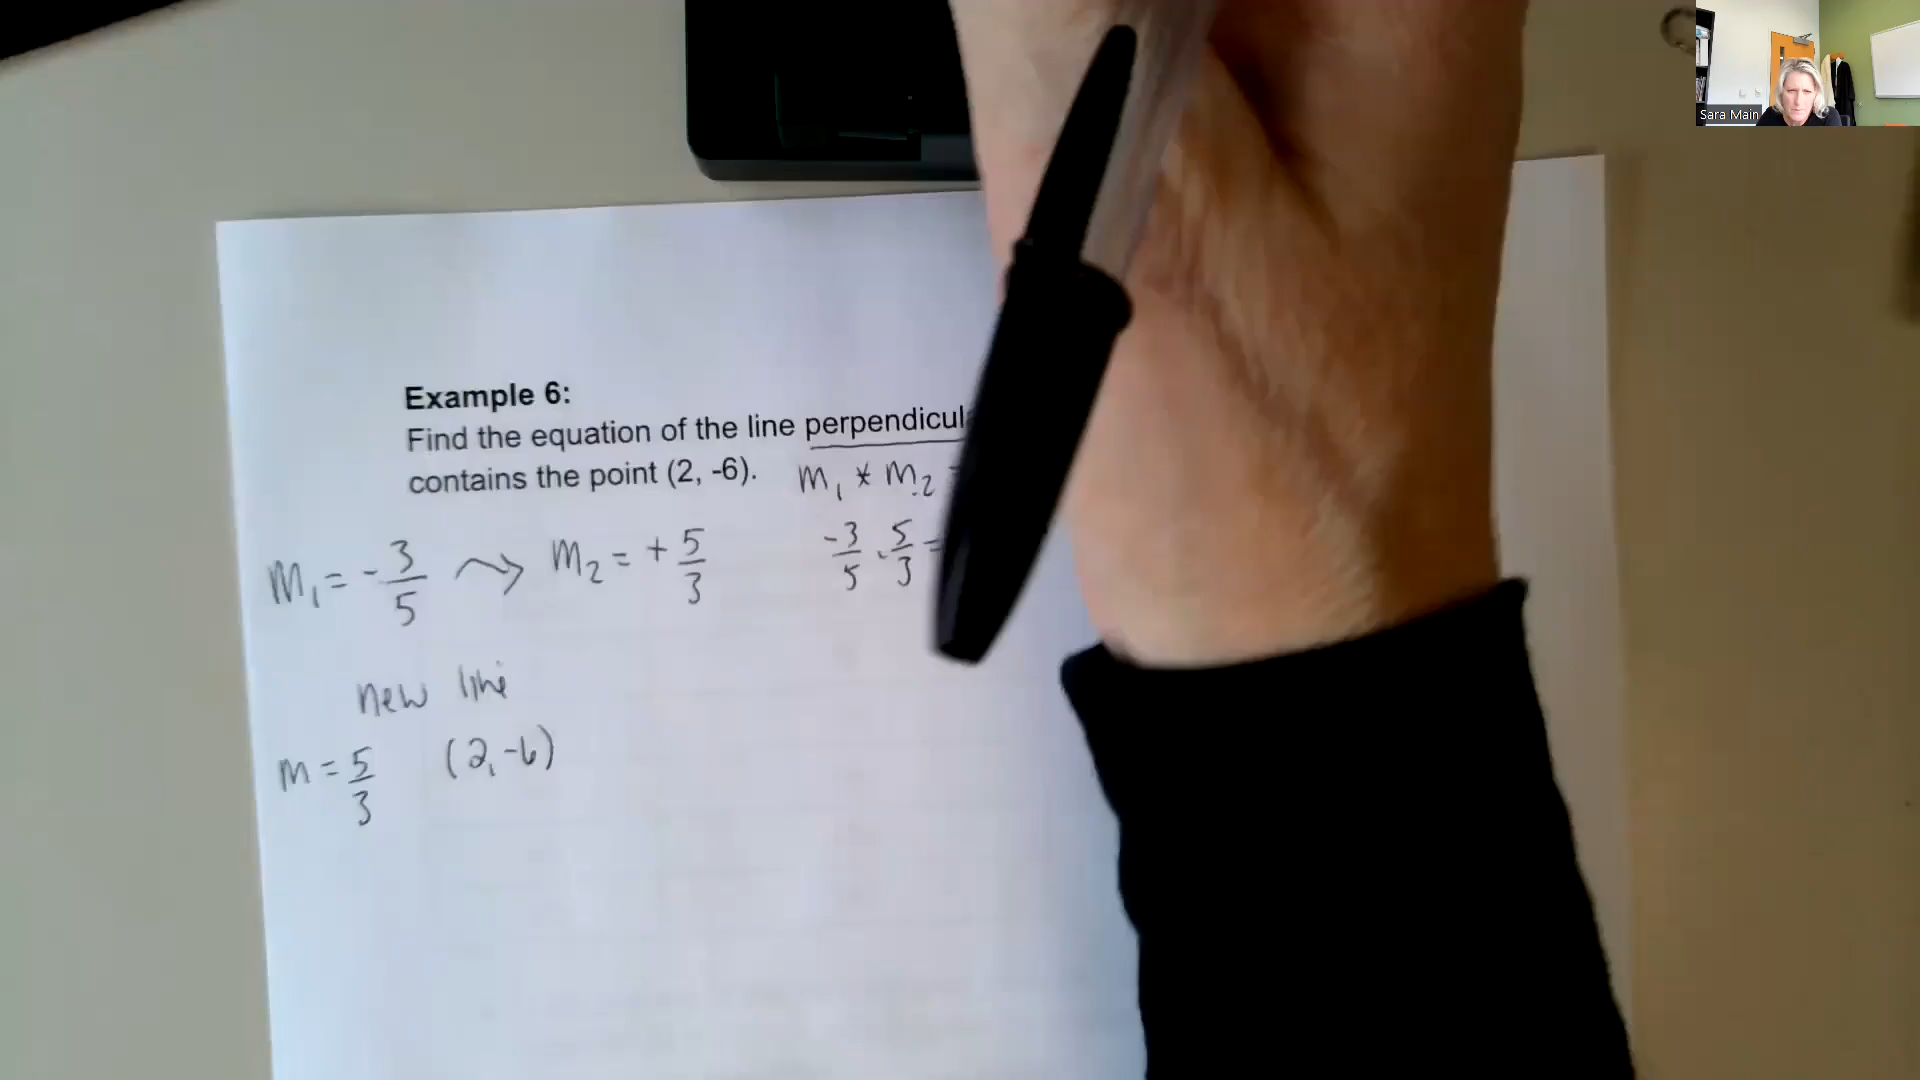 Sara Main
Example 6:
Find the equation of the line perpendicul
contains the point (2, -6).
m₁ * m₂
m₁ = - 3/5 → m₂ = + 5/3
-3/5 · 5/3 =
new line
m = 5/3 (2, -6)